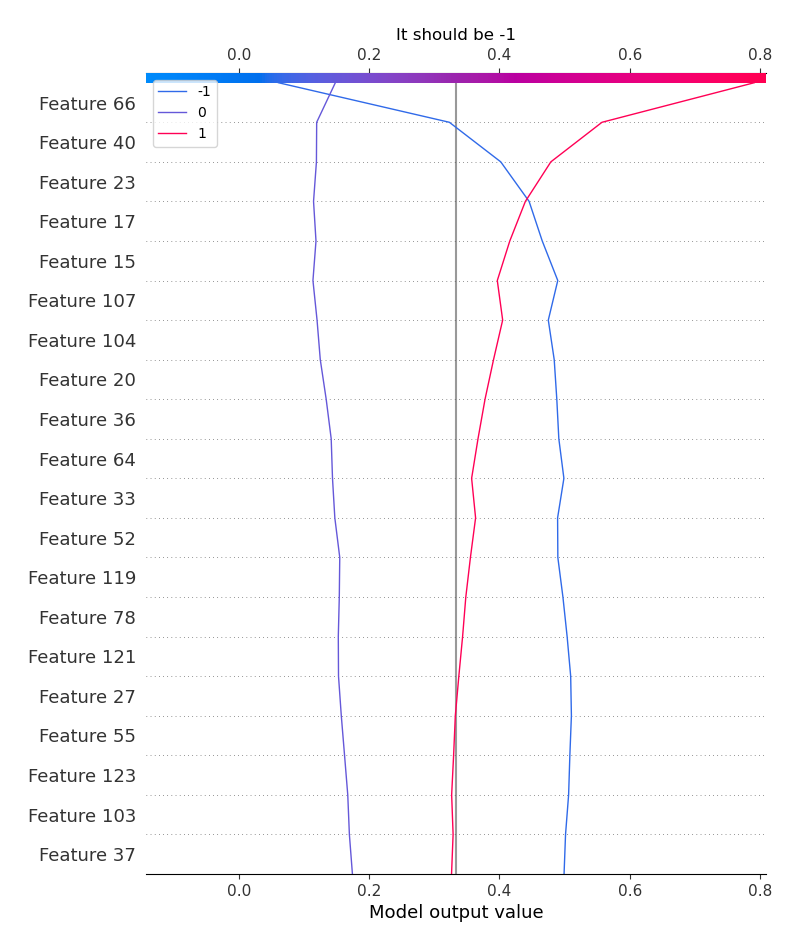 It should be -1
0.0 0.2 0.4 0.6 0.8
-1
0
1
Feature 66
Feature 40
Feature 23
Feature 17
Feature 15
Feature 107
Feature 104
Feature 20
Feature 36
Feature 64
Feature 33
Feature 52
Feature 119
Feature 78
Feature 121
Feature 27
Feature 55
Feature 123
Feature 103
Feature 37
0.0 0.2 0.4 0.6 0.8
Model output value